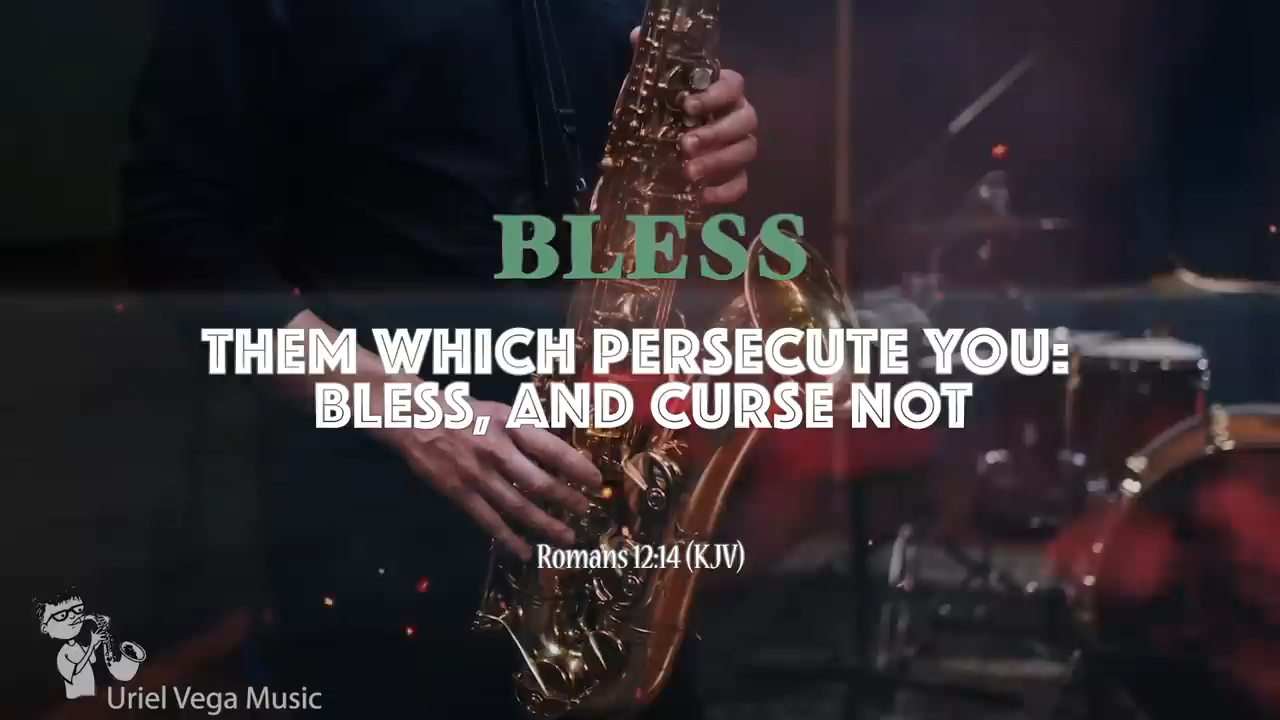 BLESS
THEM WHICH PERSECUTE YOU:
BLESS, AND CURSE NOT
Romans 12:14 (KJV)
Uriel Vega Music